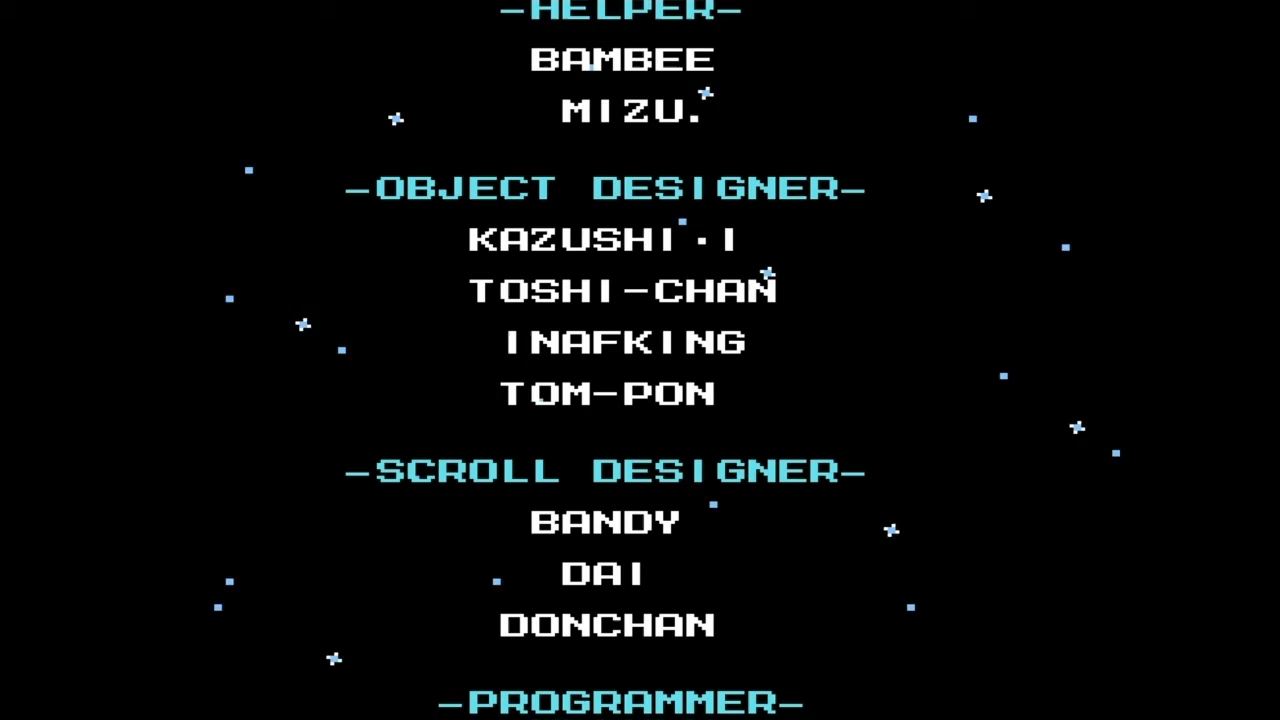 -HELPER-
BAMBEE
MIZU.
-OBJECT DESIGNER-
KAZUSHI·I
TOSHI-CHAN
INAFKING
TOM-PON
-SCROLL DESIGNER-
BANDY
DAI
DONCHAN
-PROGRAMMER-